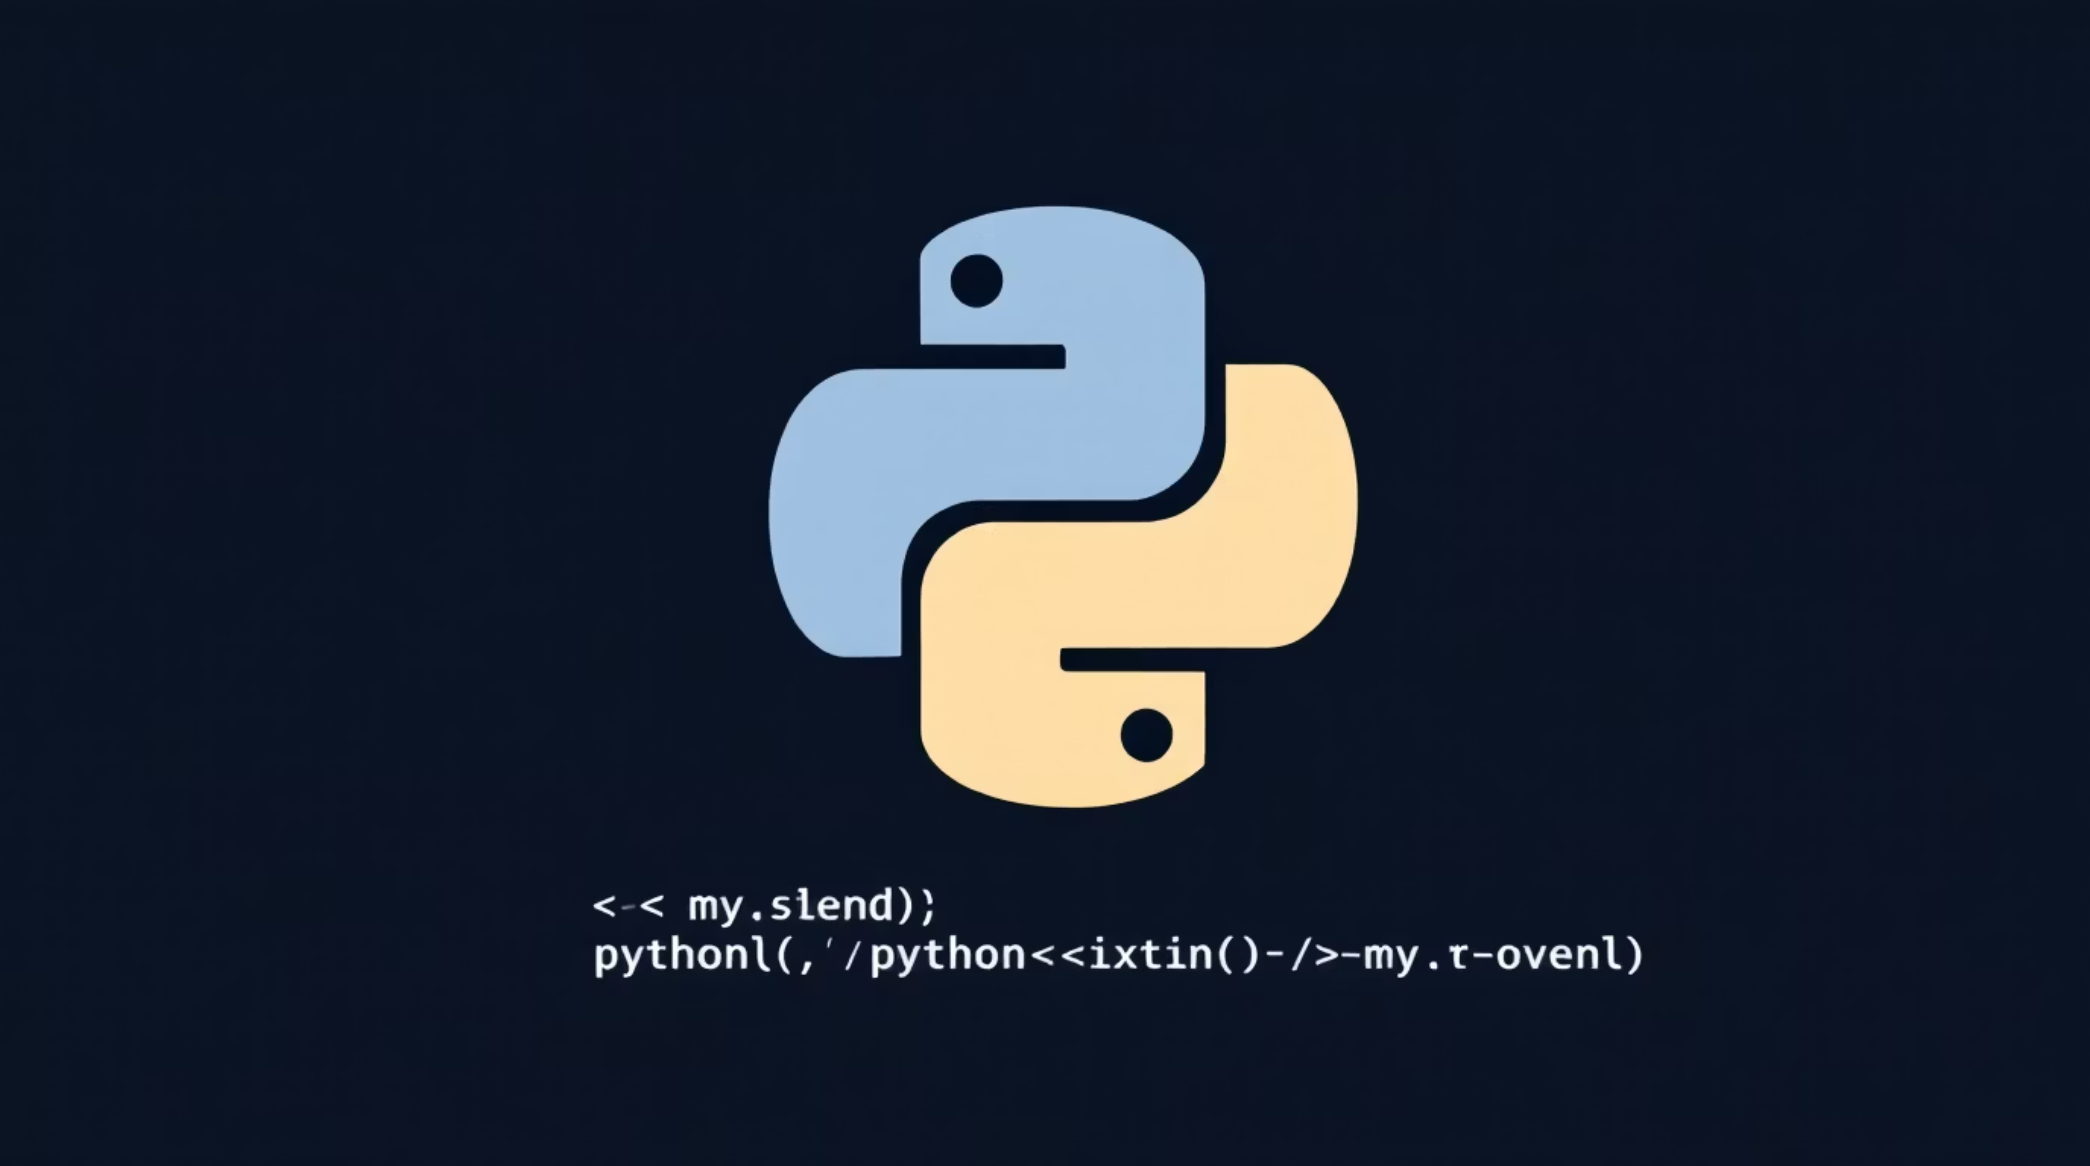 <-< my.slend);
pythonl(,'/python<<ixtin()-/>-my.r-ovenl)